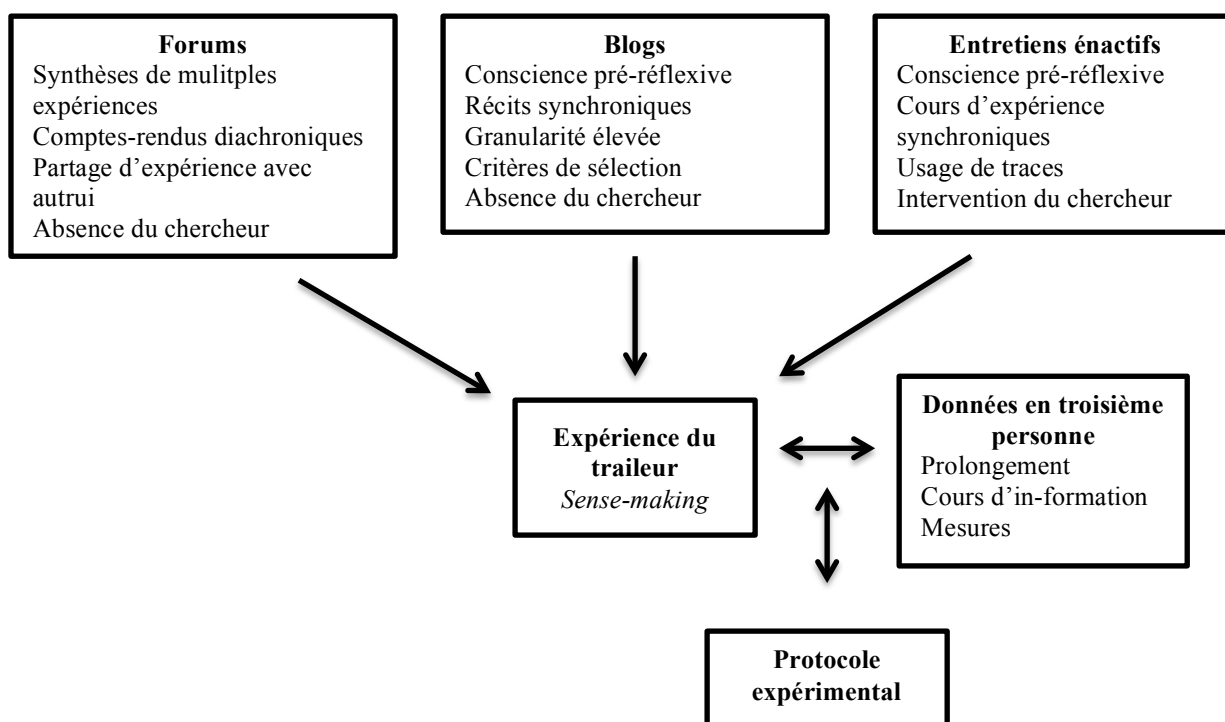 Forums
Synthèses de mulitples
expériences
Comptes-rendus diachroniques
Partage d'expérience avec
autrui
Absence du chercheur
Blogs
Conscience pré-réflexive
Récits synchroniques
Granularité élevée
Critères de sélection
Absence du chercheur
Entretiens énactifs
Conscience pré-réflexive
Cours d'expérience
synchroniques
Usage de traces
Intervention du chercheur
Expérience du
traileur
Sense-making
Données en troisième
personne
Prolongement
Cours d'in-formation
Mesures
Protocole
expérimental